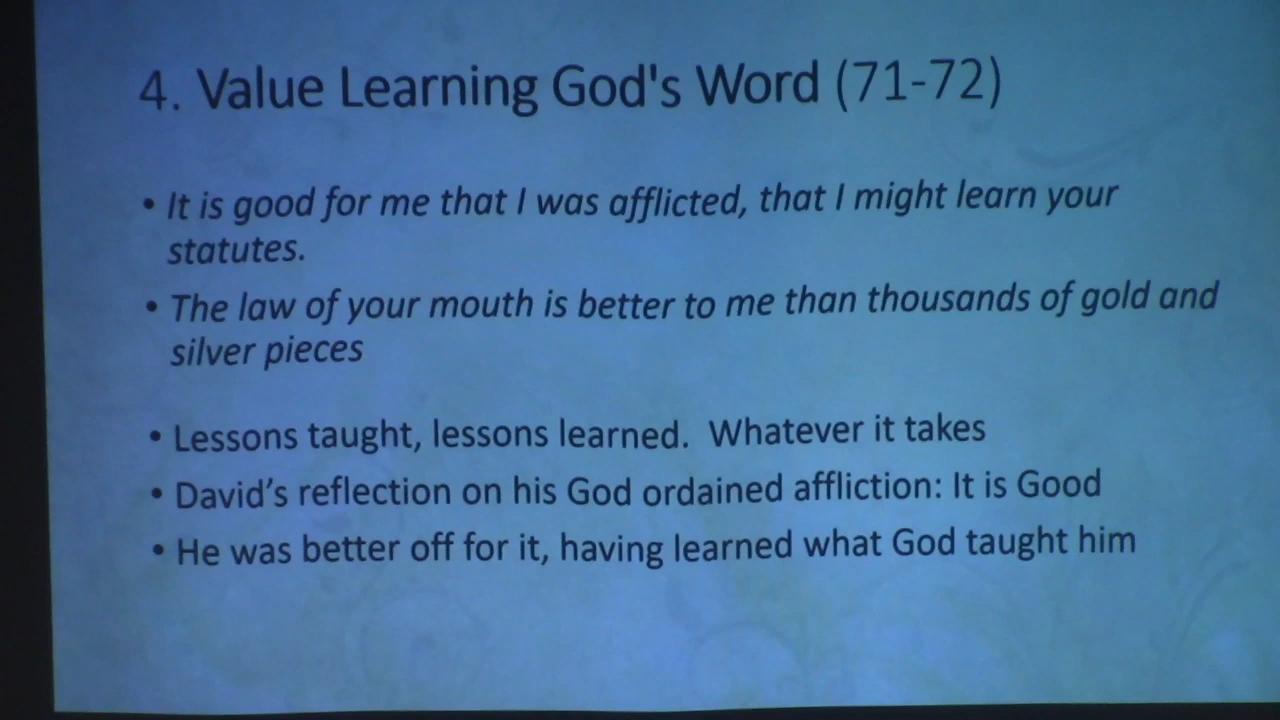 4. Value Learning God's Word (71-72)
• It is good for me that I was afflicted, that I might learn your
statutes.
• The law of your mouth is better to me than thousands of gold and
silver pieces
• Lessons taught, lessons learned.  Whatever it takes
• David’s reflection on his God ordained affliction: It is Good
• He was better off for it, having learned what God taught him